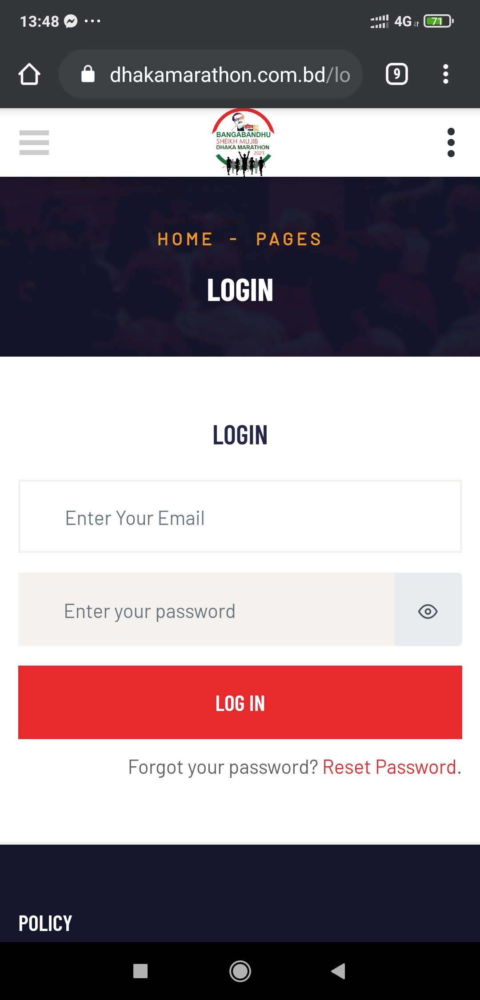 13:48
4G
71
dhakamarathon.com.bd/lo
9
BANGABANDHU
SHEIKH MUJIB
DHAKA MARATHON
2021
HOME - PAGES
LOGIN
LOGIN
Enter Your Email
Enter your password
LOG IN
Forgot your password? Reset Password.
POLICY